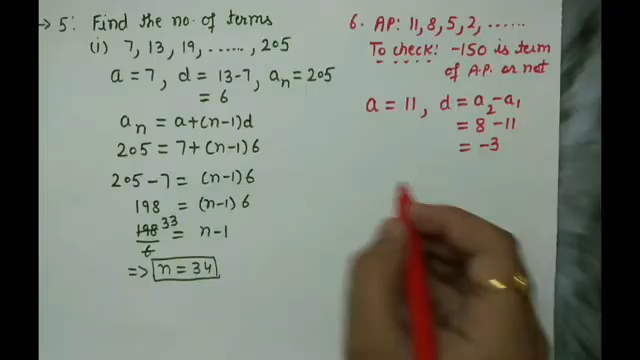 → 5: Find the no. of terms
(i) 7, 13, 19, ......, 205
a = 7, d = 13-7, aₙ = 205
= 6
aₙ = a+(n-1)d
205 = 7+(n-1)6
205-7 = (n-1)6
198 = (n-1)6
198/6 33 = n-1
=> n = 34
6. AP: 11, 8, 5, 2, ......
To check: -150 is term
of A.P. or not
a = 11, d = a₂-a₁
= 8-11
= -3